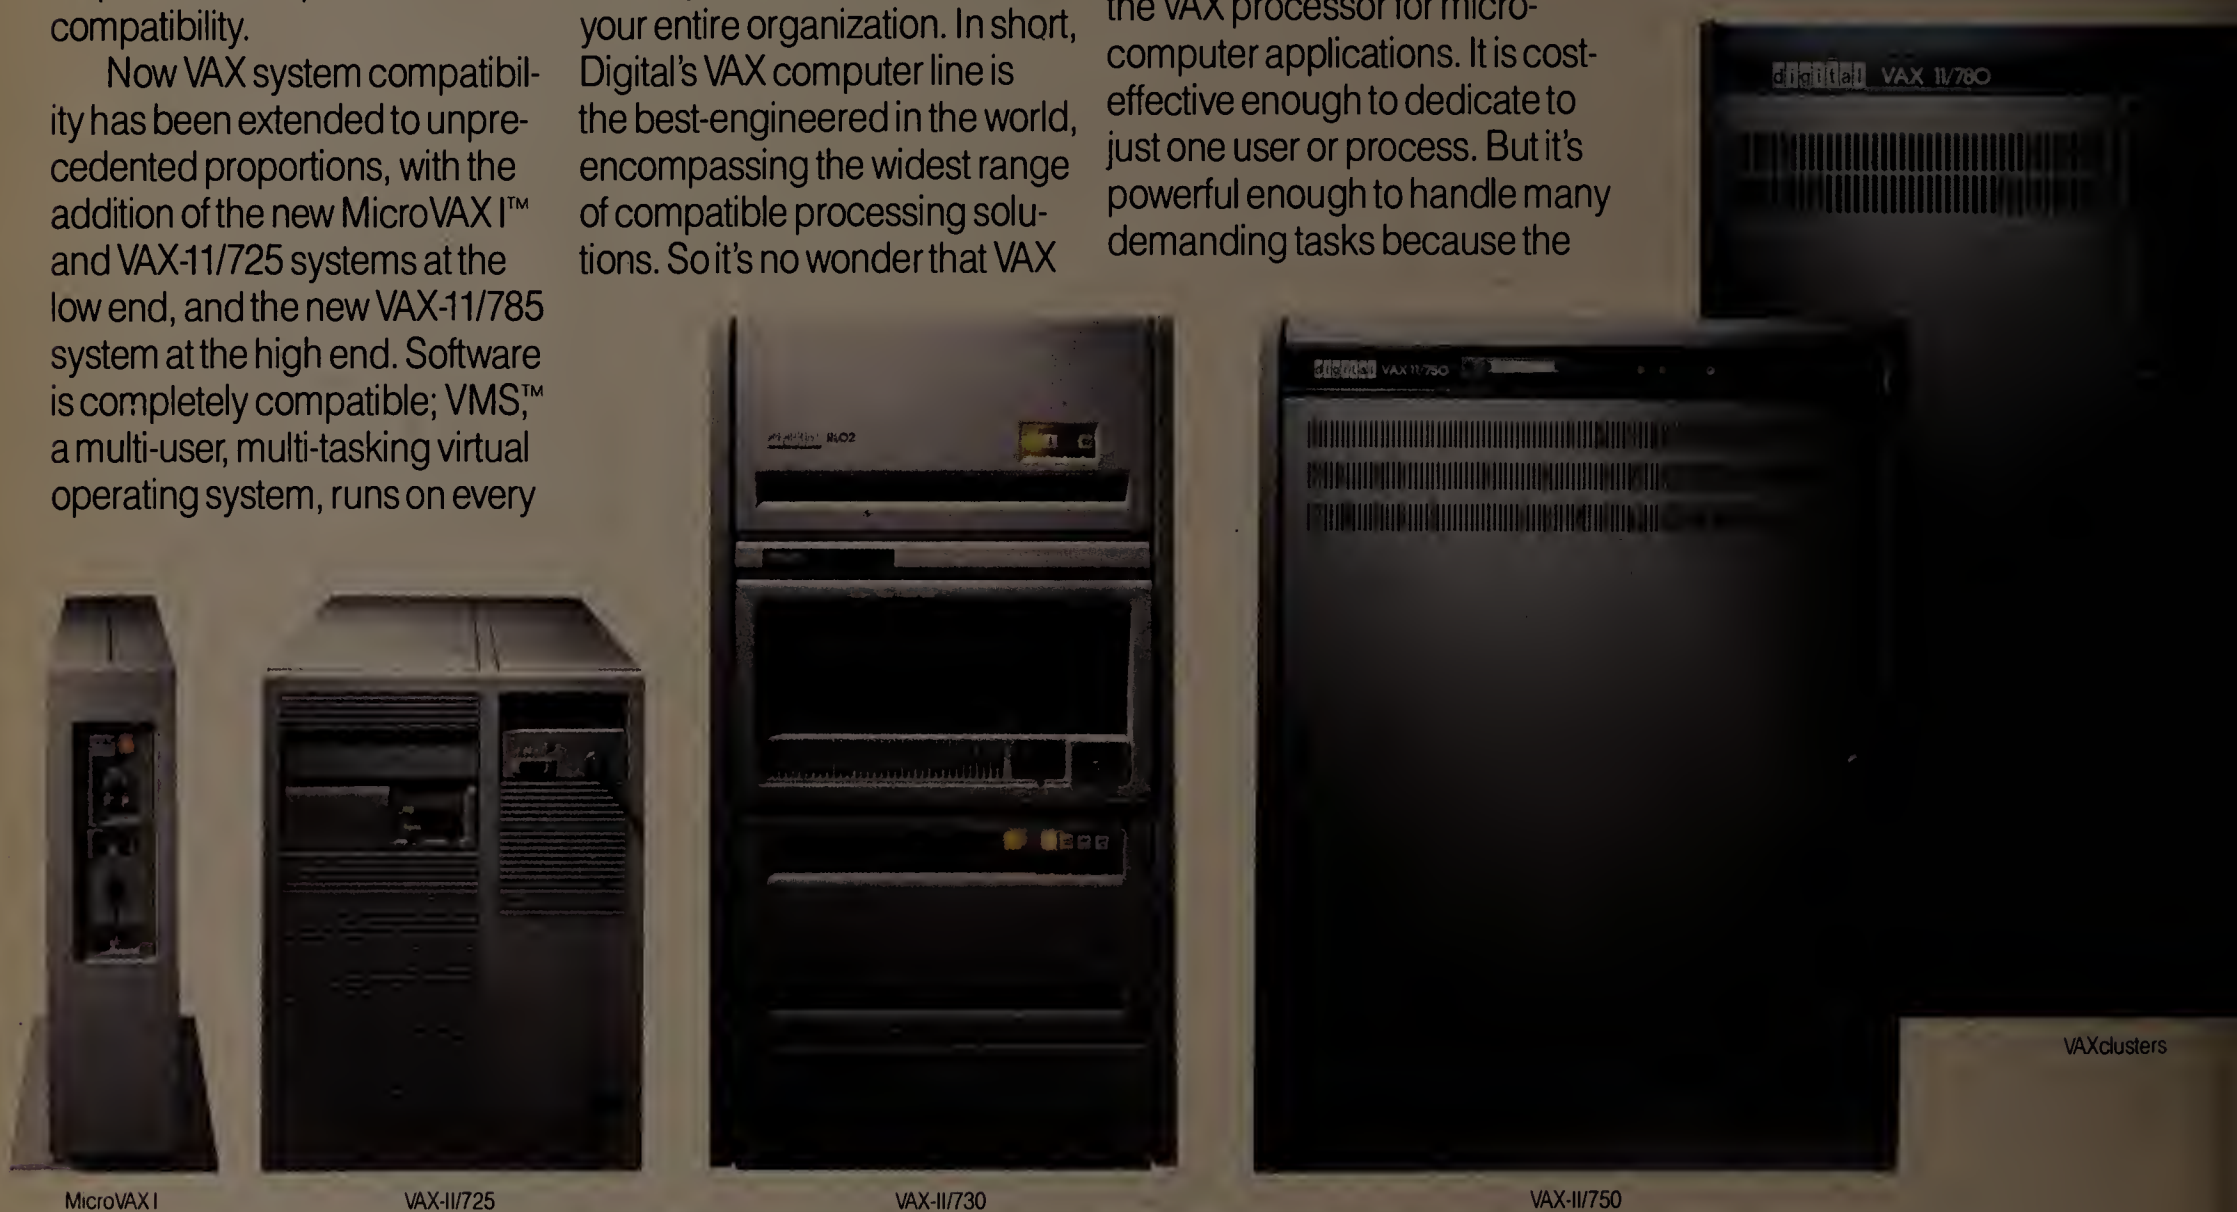 compatibility.
Now VAX system compatibil-
ity has been extended to unpre-
cedented proportions, with the
addition of the new MicroVAX I™
and VAX-11/725 systems at the
low end, and the new VAX-11/785
system at the high end. Software
is completely compatible; VMS,™
a multi-user, multi-tasking virtual
operating system, runs on every
your entire organization. In short,
Digital's VAX computer line is
the best-engineered in the world,
encompassing the widest range
of compatible processing solu-
tions. So it's no wonder that VAX
the VAX processor for micro-
computer applications. It is cost-
effective enough to dedicate to
just one user or process. But it's
powerful enough to handle many
demanding tasks because the
digital VAX 11/780
digital VAX 11/750
digital RL02
VAXclusters
MicroVAX I
VAX-11/725
VAX-11/730
VAX-11/750